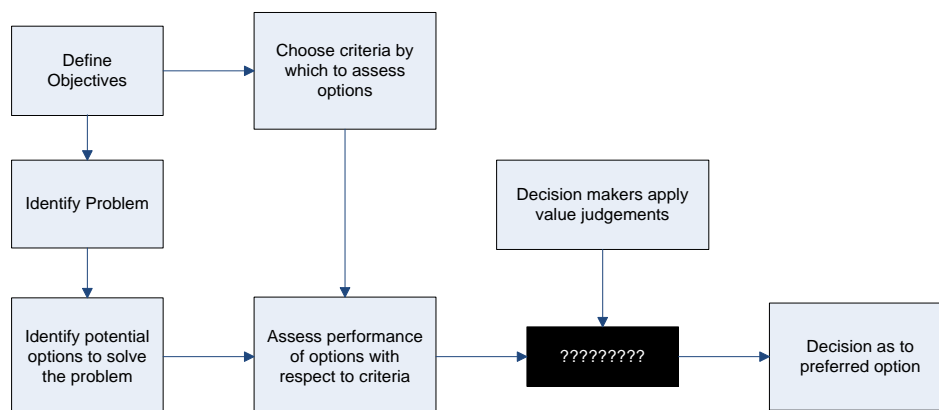 Define
Objectives
Choose criteria by
which to assess
options
Identify Problem
Decision makers apply
value judgements
Identify potential
options to solve
the problem
Assess performance
of options with
respect to criteria
?????????
Decision as to
preferred option